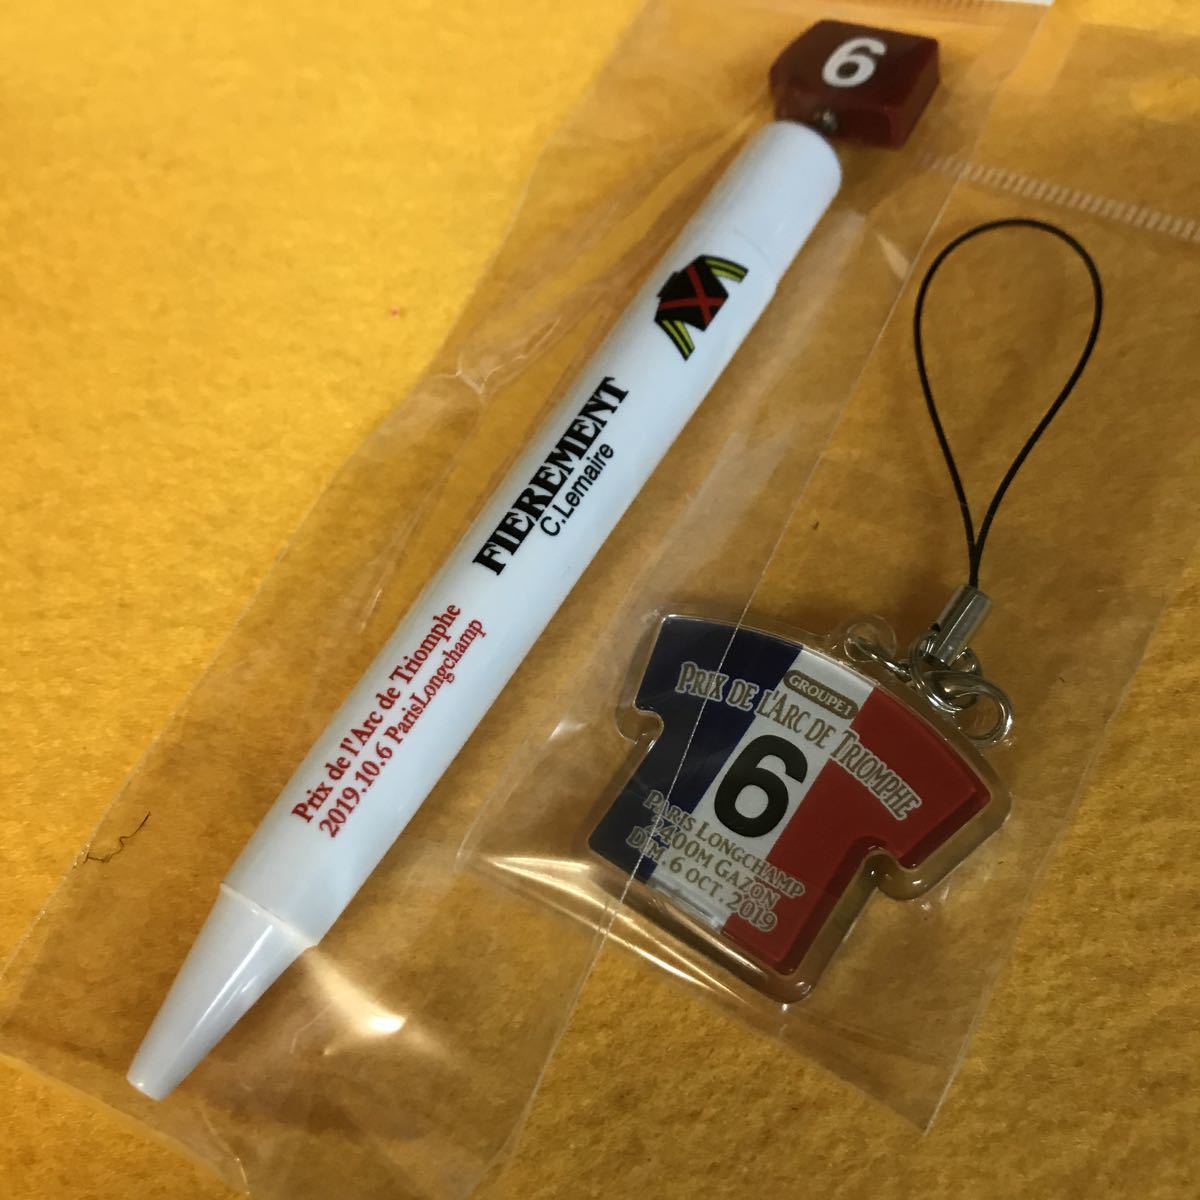 6
FIEREMENT
C.Lemaire
Prix de l'Arc de Triomphe
2019.10.6 ParisLongchamp
GROUPE I
PRIX DE L'ARC DE TRIOMPHE
6
PARIS LONGCHAMP
2400M GAZON
DIM. 6 OCT. 2019